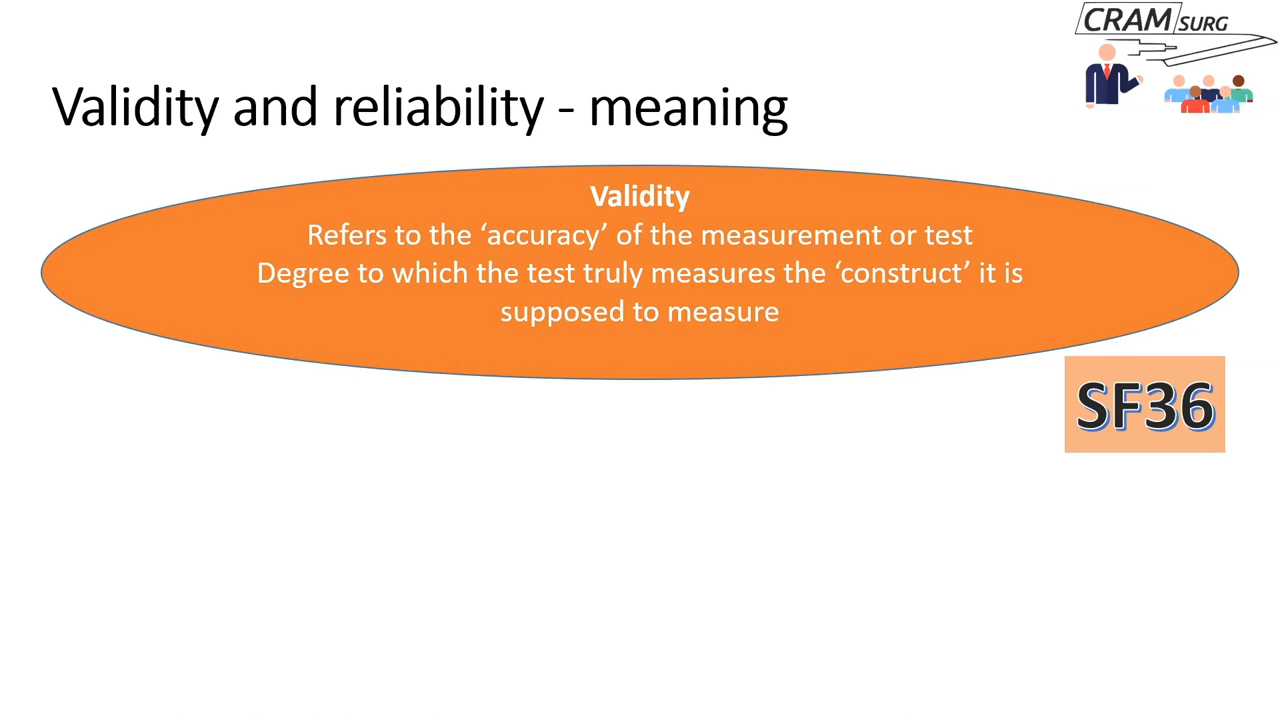 CRAM SURG
Validity and reliability - meaning
Validity
Refers to the ‘accuracy’ of the measurement or test
Degree to which the test truly measures the ‘construct’ it is
supposed to measure
SF36